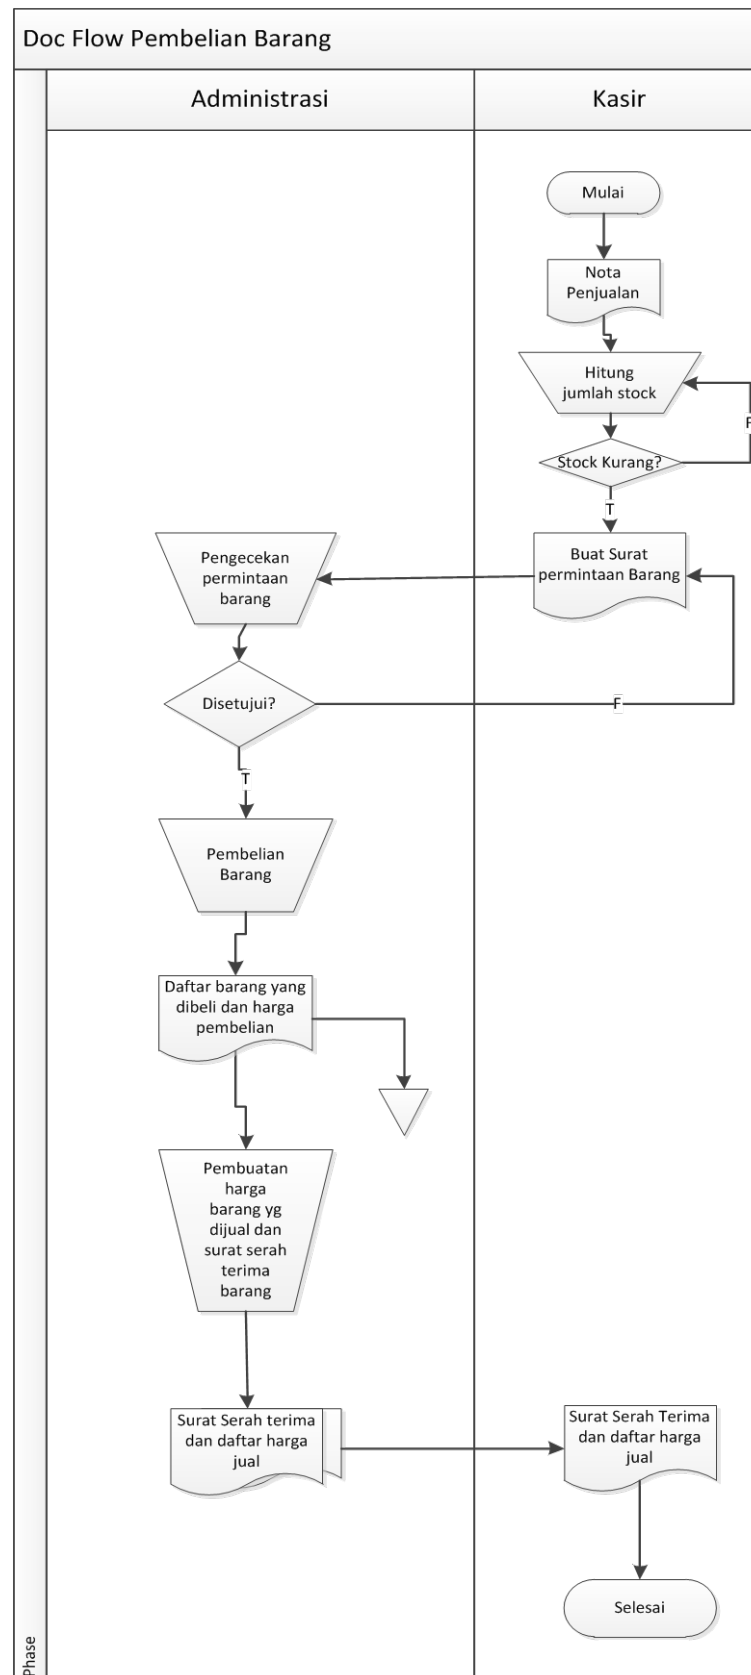 Doc Flow Pembelian Barang
Administrasi
Kasir
Mulai
Nota
Penjualan
Hitung
jumlah stock
F
Stock Kurang?
T
Buat Surat
permintaan Barang
Pengecekan
permintaan
barang
Disetujui?
F
T
Pembelian
Barang
Daftar barang yang
dibeli dan harga
pembelian
Pembuatan
harga
barang yg
dijual dan
surat serah
terima
barang
Surat Serah terima
dan daftar harga
jual
Surat Serah Terima
dan daftar harga
jual
Selesai
Phase